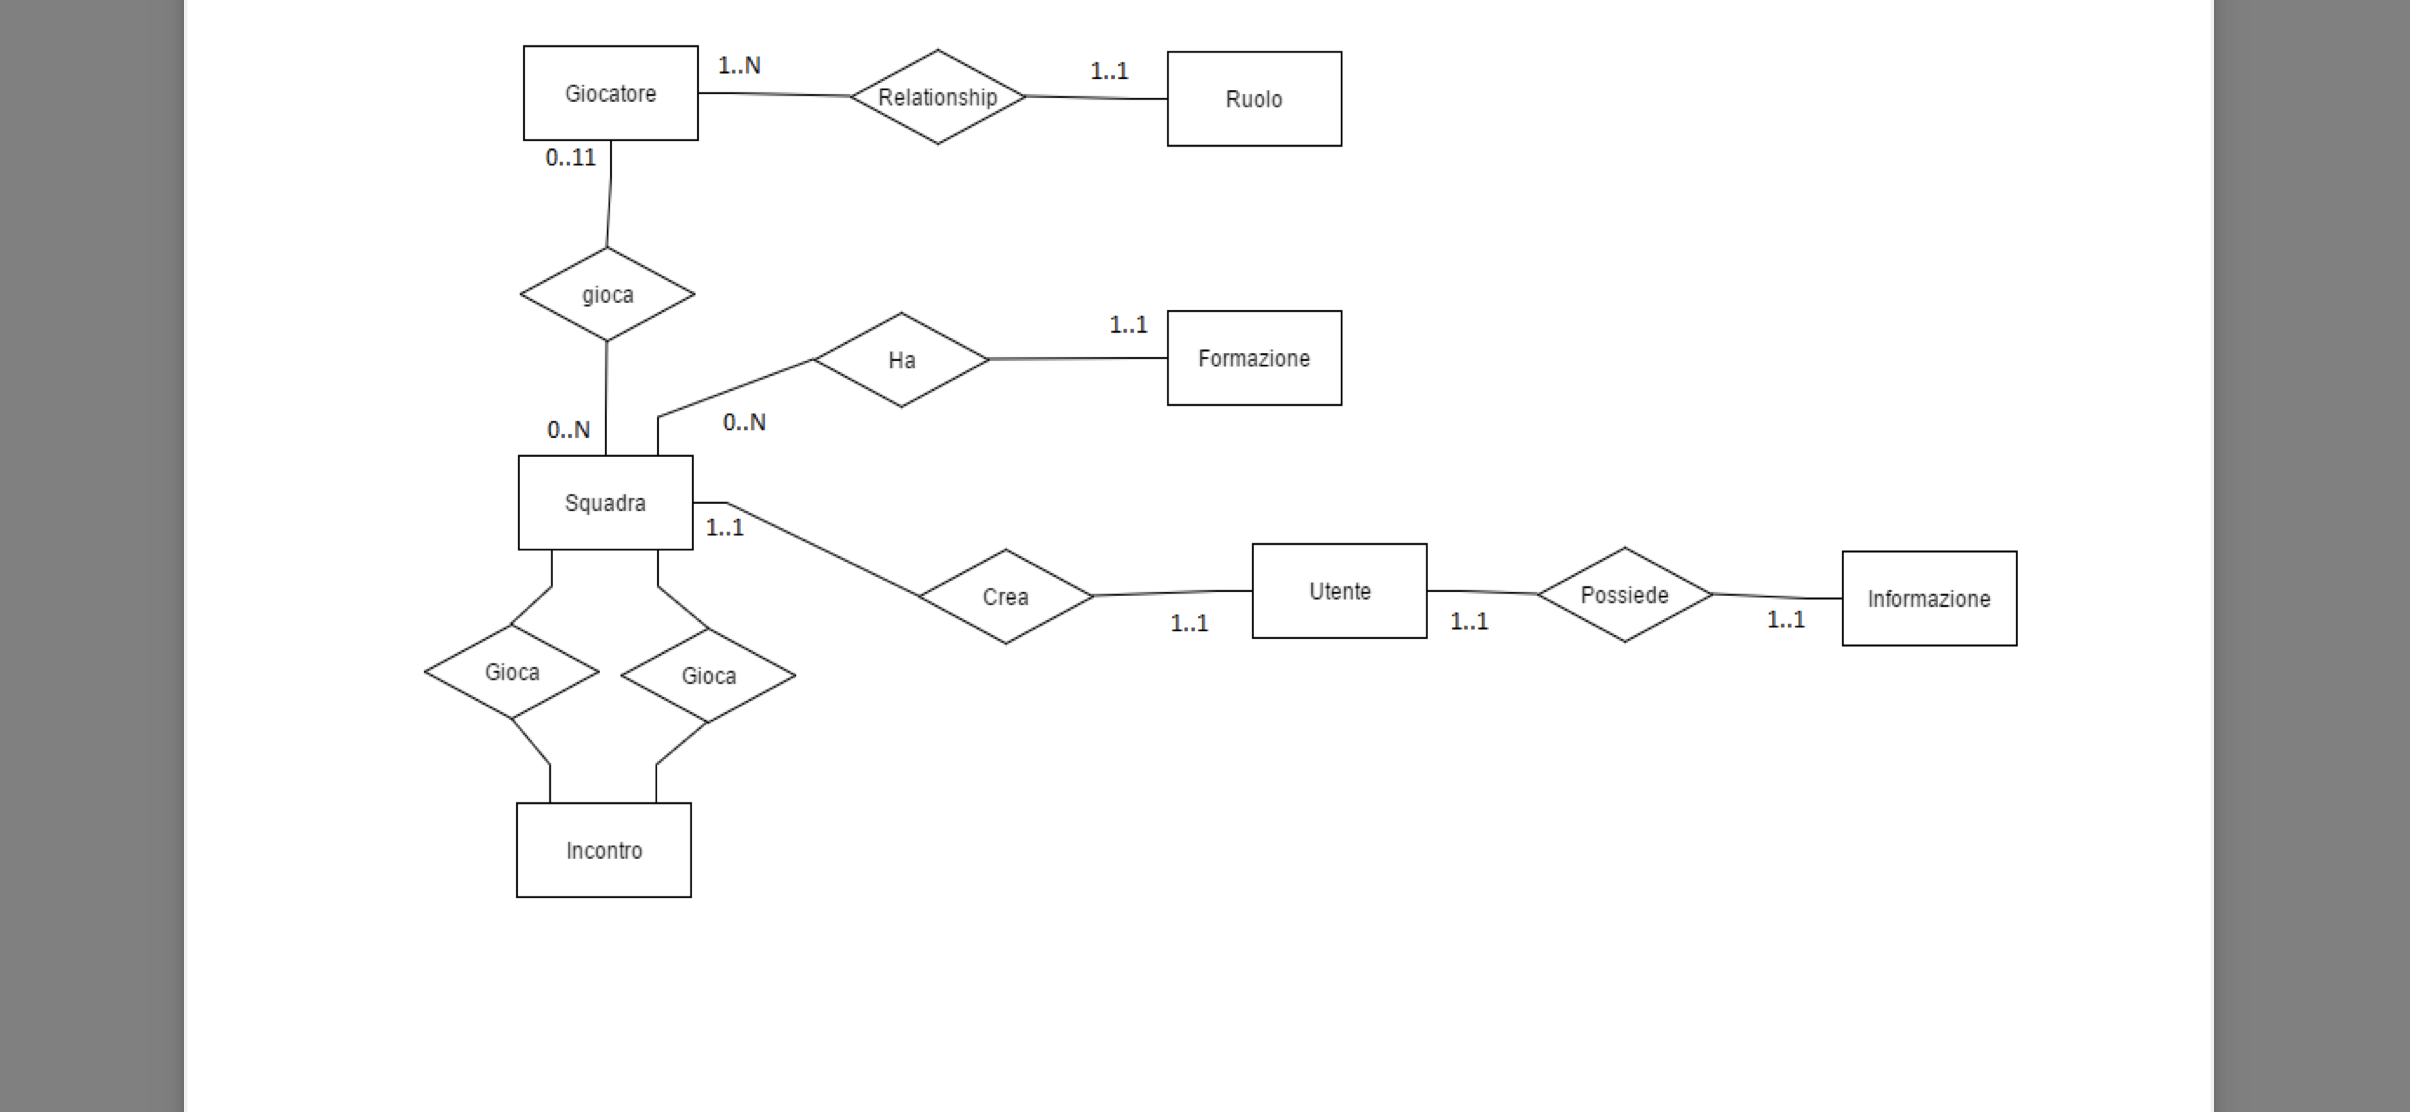 Giocatore
1..N
Relationship
1..1
Ruolo
0..11
gioca
0..N
Ha
0..N
1..1
Formazione
Squadra
1..1
Crea
1..1
Utente
1..1
Possiede
1..1
Informazione
Gioca
Gioca
Incontro